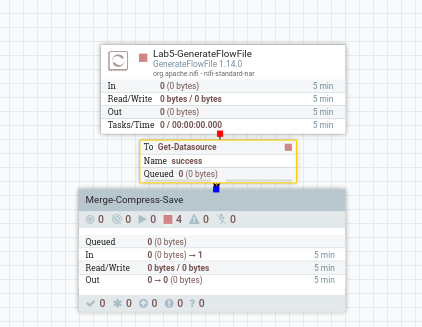 Lab5-GenerateFlowFile
GenerateFlowFile 1.14.0
org.apache.nifi - nifi-standard-nar
In 0 (0 bytes) 5 min
Read/Write 0 bytes / 0 bytes 5 min
Out 0 (0 bytes) 5 min
Tasks/Time 0 / 00:00:00.000 5 min
To Get-Datasource
Name success
Queued 0 (0 bytes)
Merge-Compress-Save
0 0 0 4 0 0
Queued 0 (0 bytes)
In 0 (0 bytes) → 1 5 min
Read/Write 0 bytes / 0 bytes 5 min
Out 0 → 0 (0 bytes) 5 min
0 0 0 0 ? 0